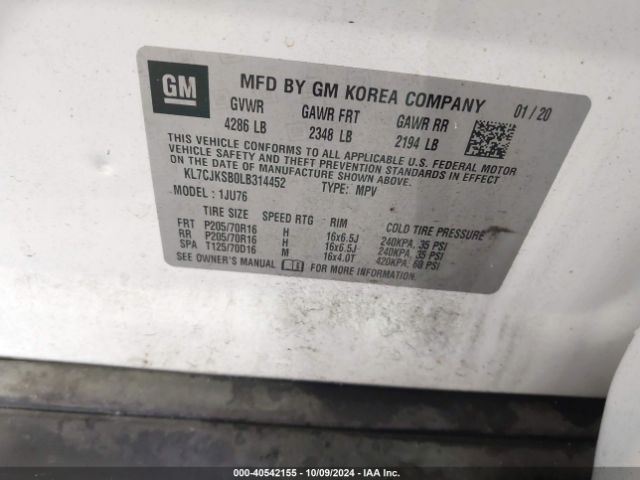 GM
MFD BY GM KOREA COMPANY 01/20
GVWR GAWR FRT GAWR RR
4286 LB 2348 LB 2194 LB
THIS VEHICLE CONFORMS TO ALL APPLICABLE U.S. FEDERAL MOTOR
VEHICLE SAFETY AND THEFT PREVENTION STANDARDS IN EFFECT
ON THE DATE OF MANUFACTURE SHOWN ABOVE.
KL7CJKSB0LB314452 TYPE: MPV
MODEL: 1JU76
TIRE SIZE SPEED RTG RIM COLD TIRE PRESSURE
FRT P205/70R16 H 16x6.5J 240KPA, 35 PSI
RR P205/70R16 H 16x6.5J 240KPA, 35 PSI
SPA T125/70D16 M 16x4.0T 420KPA, 60 PSI
SEE OWNER'S MANUAL FOR MORE INFORMATION.
000-40542155 - 10/09/2024 - IAA Inc.